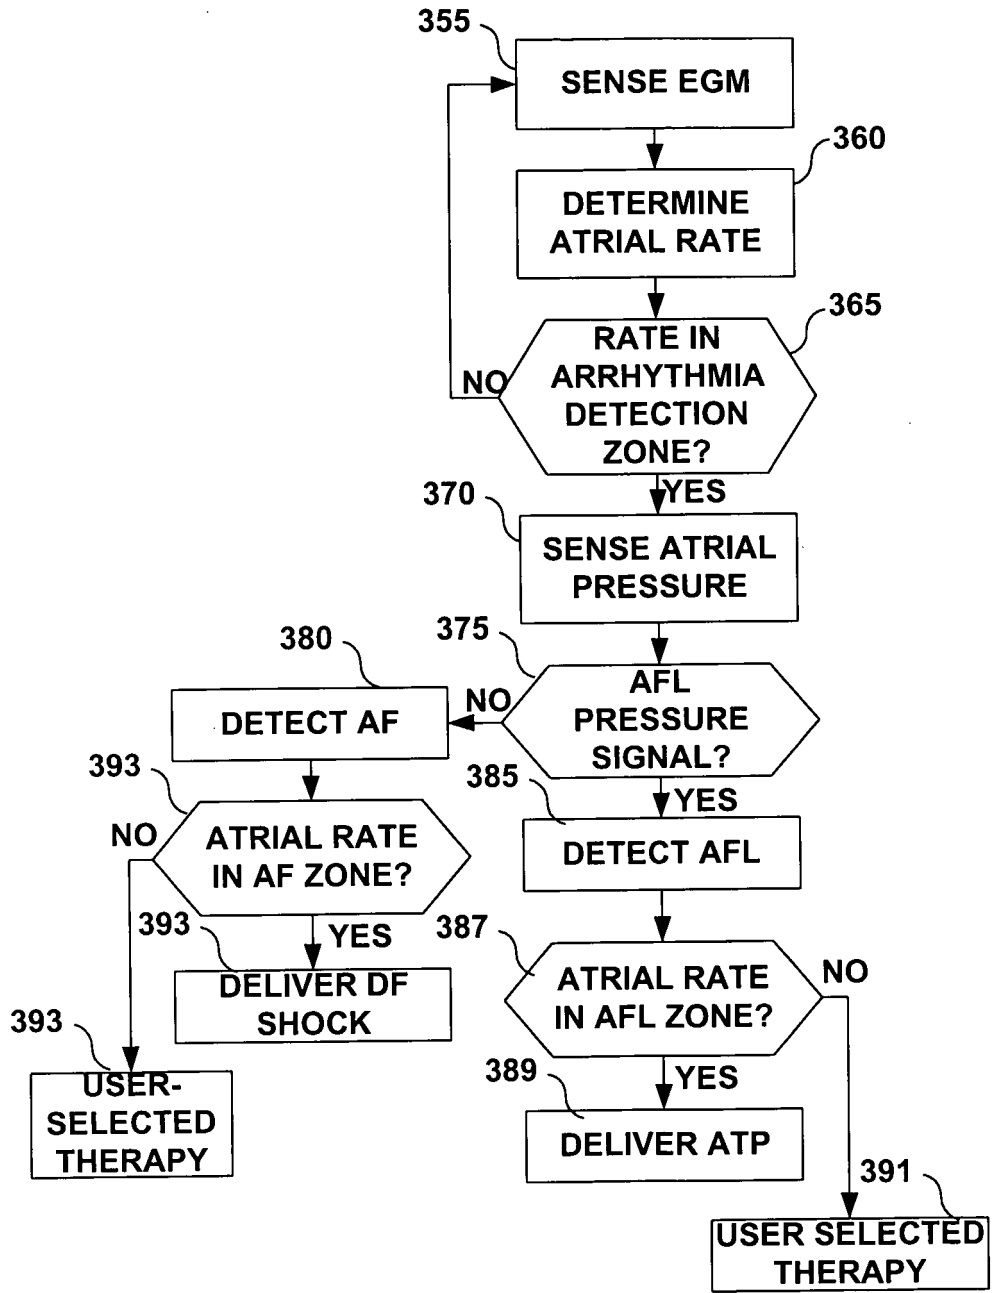 355
SENSE EGM
360
DETERMINE
ATRIAL RATE
365
RATE IN
ARRHYTHMIA
DETECTION
ZONE?
NO
YES
370
SENSE ATRIAL
PRESSURE
375
AFL
PRESSURE
SIGNAL?
NO
YES
380
DETECT AF
393
ATRIAL RATE
IN AF ZONE?
NO
YES
393
DELIVER DF
SHOCK
393
USER-
SELECTED
THERAPY
385
DETECT AFL
387
ATRIAL RATE
IN AFL ZONE?
NO
YES
389
DELIVER ATP
391
USER SELECTED
THERAPY